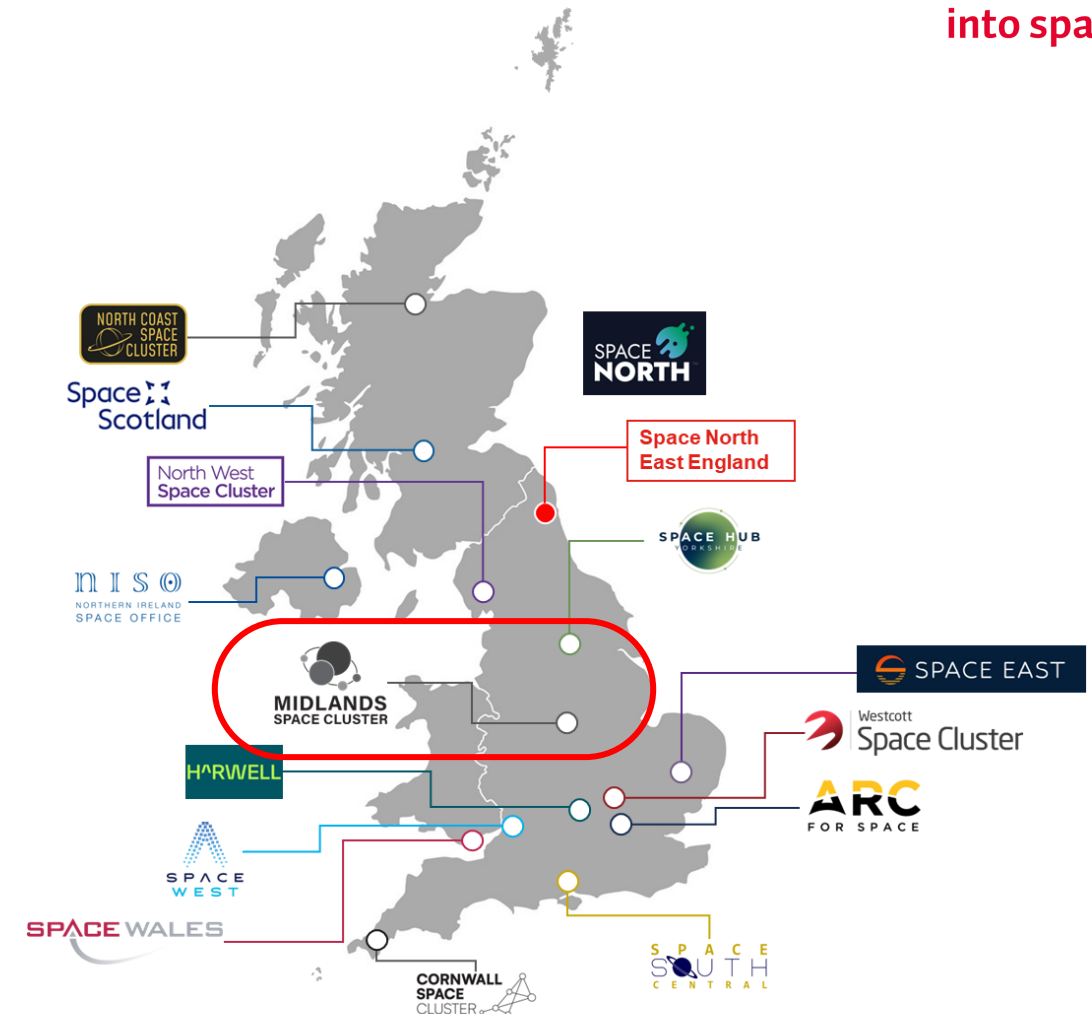 into spa
NORTH COAST
SPACE
CLUSTER
SPACE
NORTH
Space
Scotland
Space North
East England
North West
Space Cluster
SPACE HUB
YORKSHIRE
NISO
NORTHERN IRELAND
SPACE OFFICE
MIDLANDS
SPACE CLUSTER
SPACE EAST
Westcott
Space Cluster
HARWELL
ARC
FOR SPACE
SPACE
WEST
SPACE WALES
SPACE
SOUTH
CENTRAL
CORNWALL
SPACE
CLUSTER